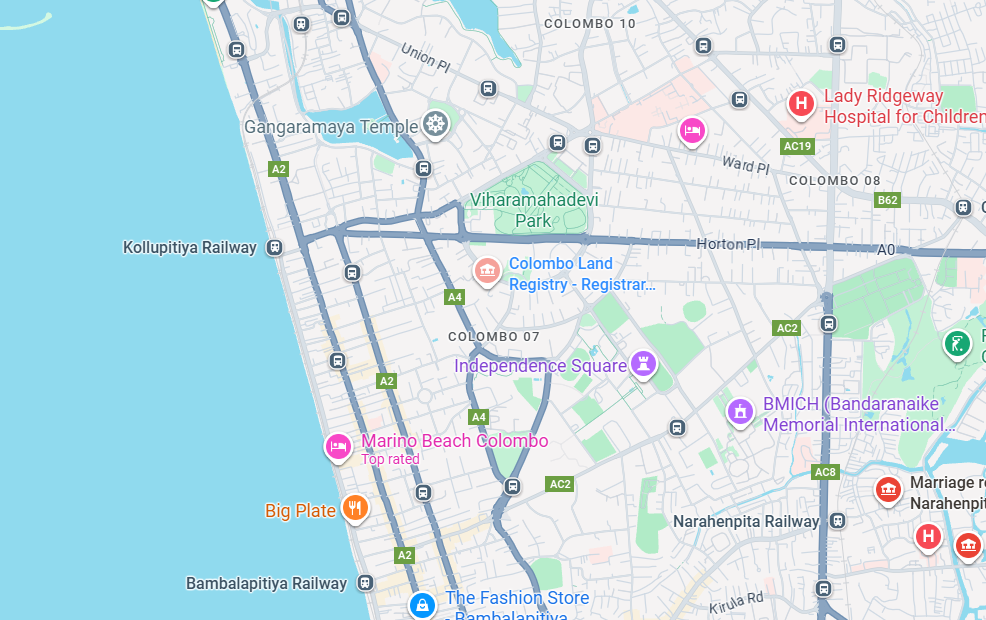 COLOMBO 10
Union Pl
Lady Ridgeway
Hospital for Children
H
Gangaramaya Temple
AC19
Ward Pl
A2
COLOMBO 08
B62
Viharamahadevi
Park
Kollupitiya Railway
Horton Pl
A0
Colombo Land
Registry - Registrar...
A4
AC2
COLOMBO 07
Independence Square
A2
BMICH (Bandaranaike
Memorial International...
A4
Marino Beach Colombo
Top rated
AC8
AC2
Marriage re
Narahenpit
Big Plate
Narahenpita Railway
H
A2
Bambalapitiya Railway
The Fashion Store
- Bambalapitiya
Kirula Rd